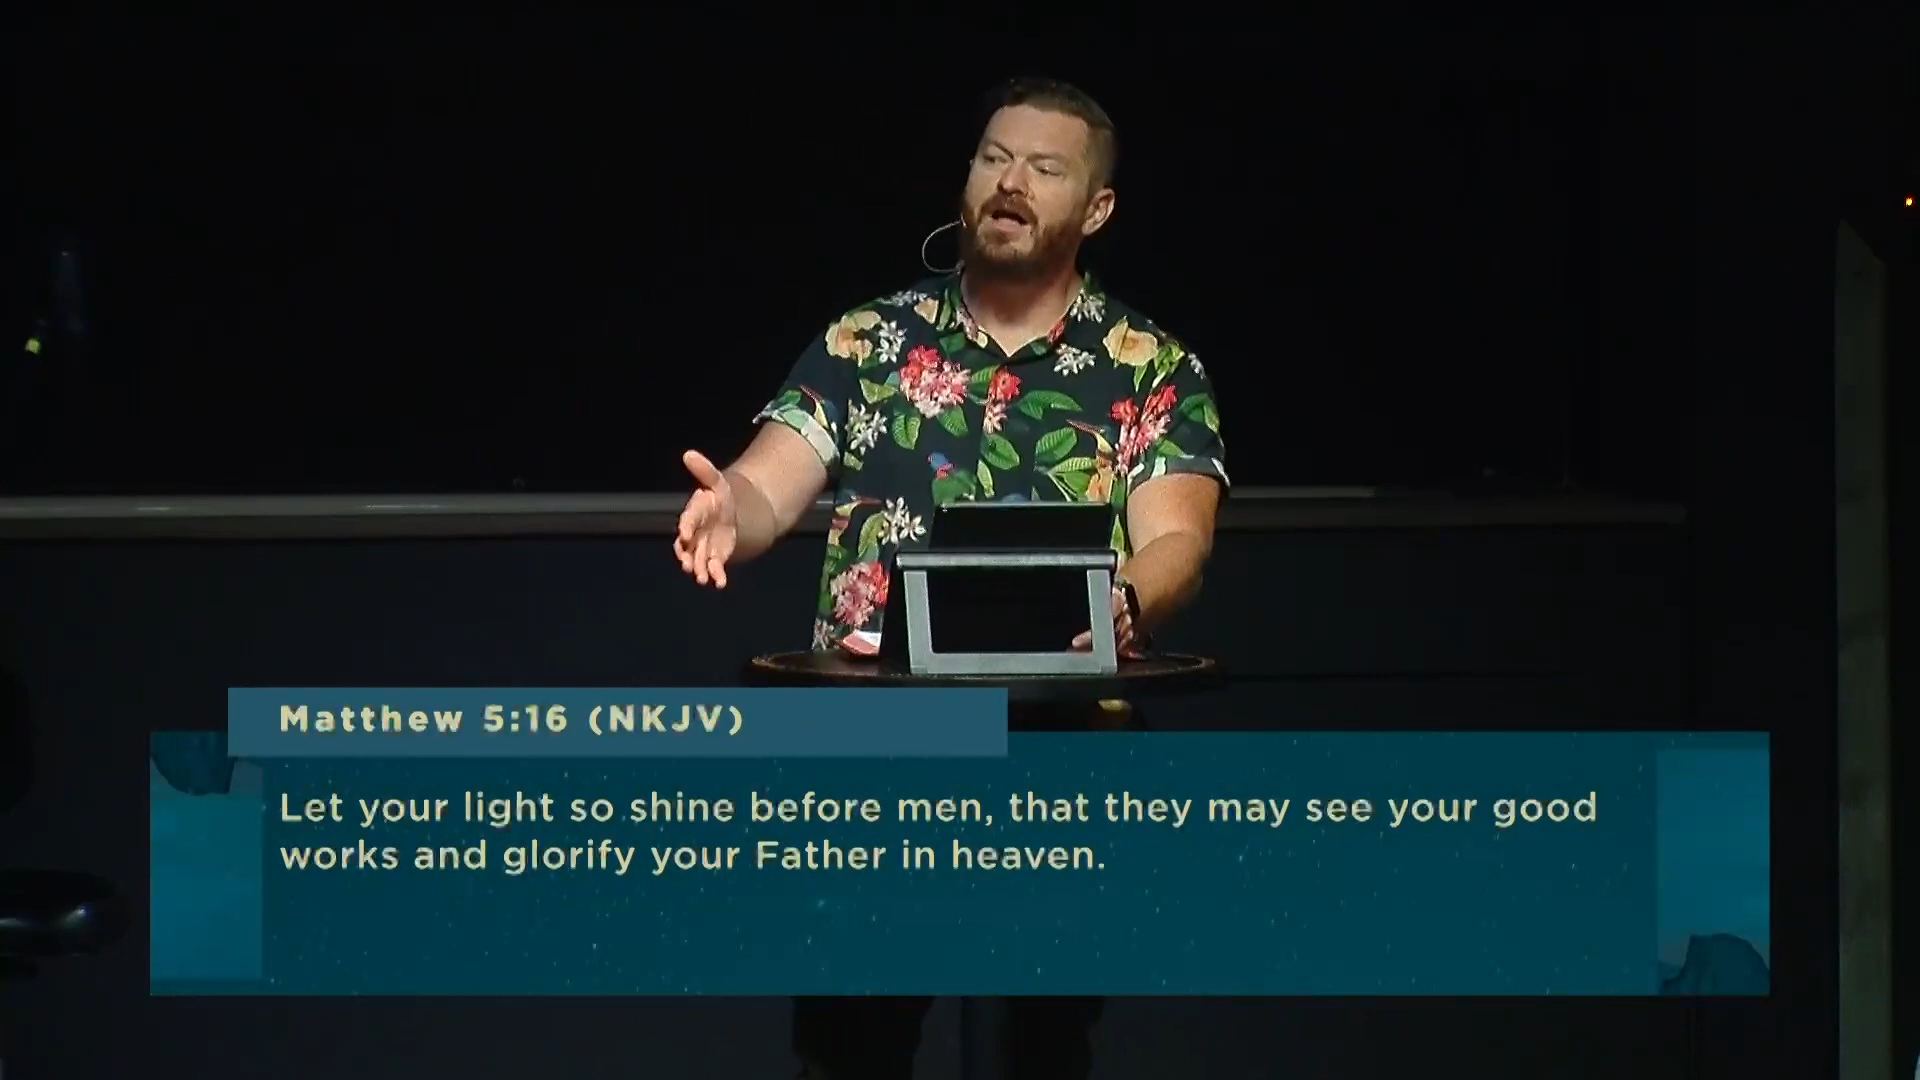 Matthew 5:16 (NKJV)
Let your light so shine before men, that they may see your good
works and glorify your Father in heaven.